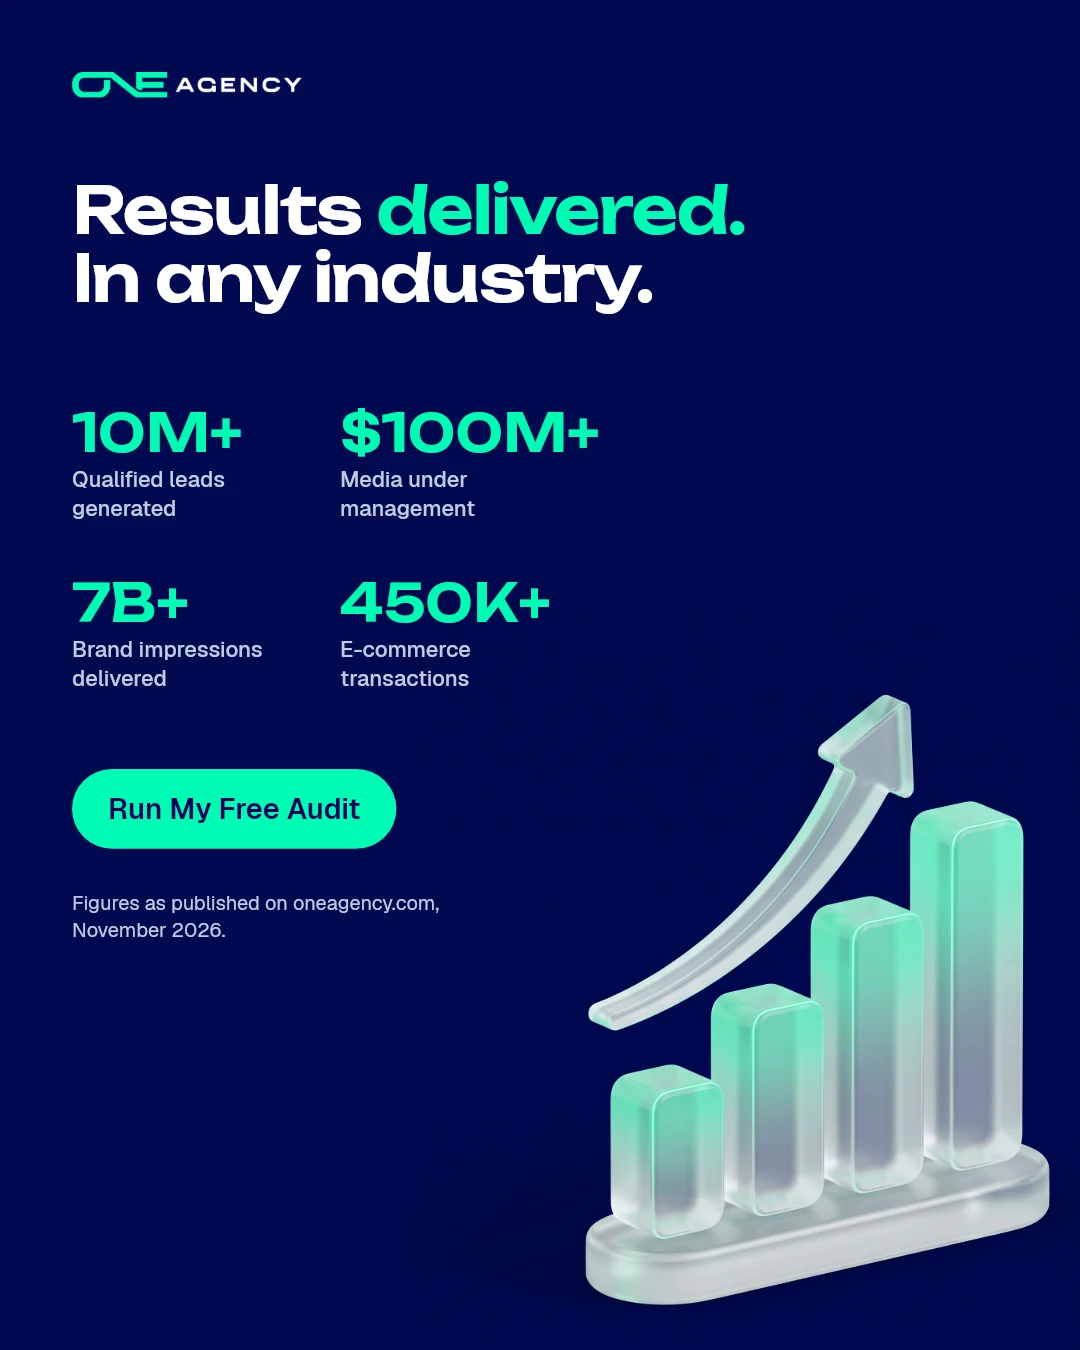 ONE AGENCY
Results delivered.
In any industry.
10M+
Qualified leads
generated
$100M+
Media under
management
7B+
Brand impressions
delivered
450K+
E-commerce
transactions
Run My Free Audit
Figures as published on oneagency.com,
November 2026.